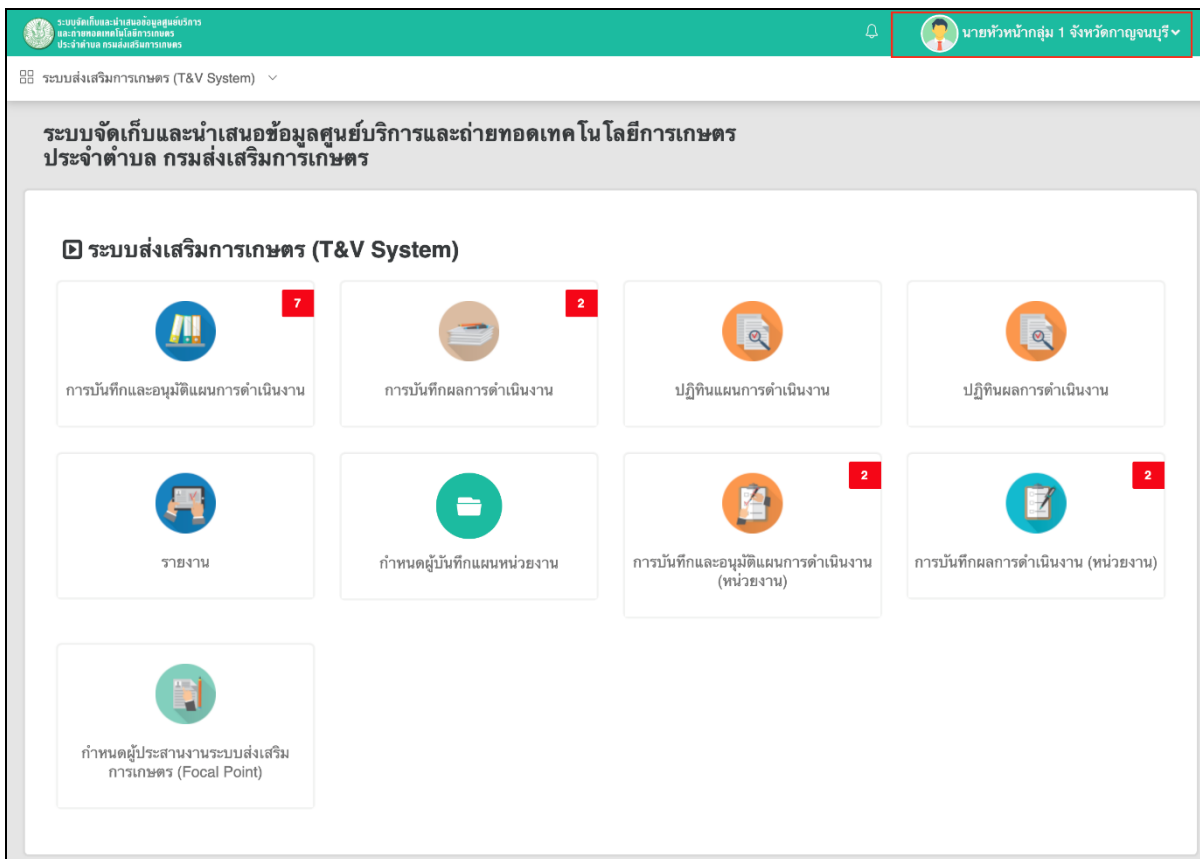 ระบบจัดเก็บและนำเสนอข้อมูลศูนย์บริการ
และถ่ายทอดเทคโนโลยีการเกษตร
ประจำตำบล กรมส่งเสริมการเกษตร
นายหัวหน้ากลุ่ม 1 จังหวัดกาญจนบุรี
ระบบส่งเสริมการเกษตร (T&V System)
ระบบจัดเก็บและนำเสนอข้อมูลศูนย์บริการและถ่ายทอดเทคโนโลยีการเกษตร
ประจำตำบล กรมส่งเสริมการเกษตร
ระบบส่งเสริมการเกษตร (T&V System)
7
การบันทึกและอนุมัติแผนการดำเนินงาน
2
การบันทึกผลการดำเนินงาน
ปฏิทินแผนการดำเนินงาน
ปฏิทินผลการดำเนินงาน
รายงาน
กำหนดผู้บันทึกแผนหน่วยงาน
2
การบันทึกและอนุมัติแผนการดำเนินงาน
(หน่วยงาน)
2
การบันทึกผลการดำเนินงาน (หน่วยงาน)
กำหนดผู้ประสานงานระบบส่งเสริม
การเกษตร (Focal Point)